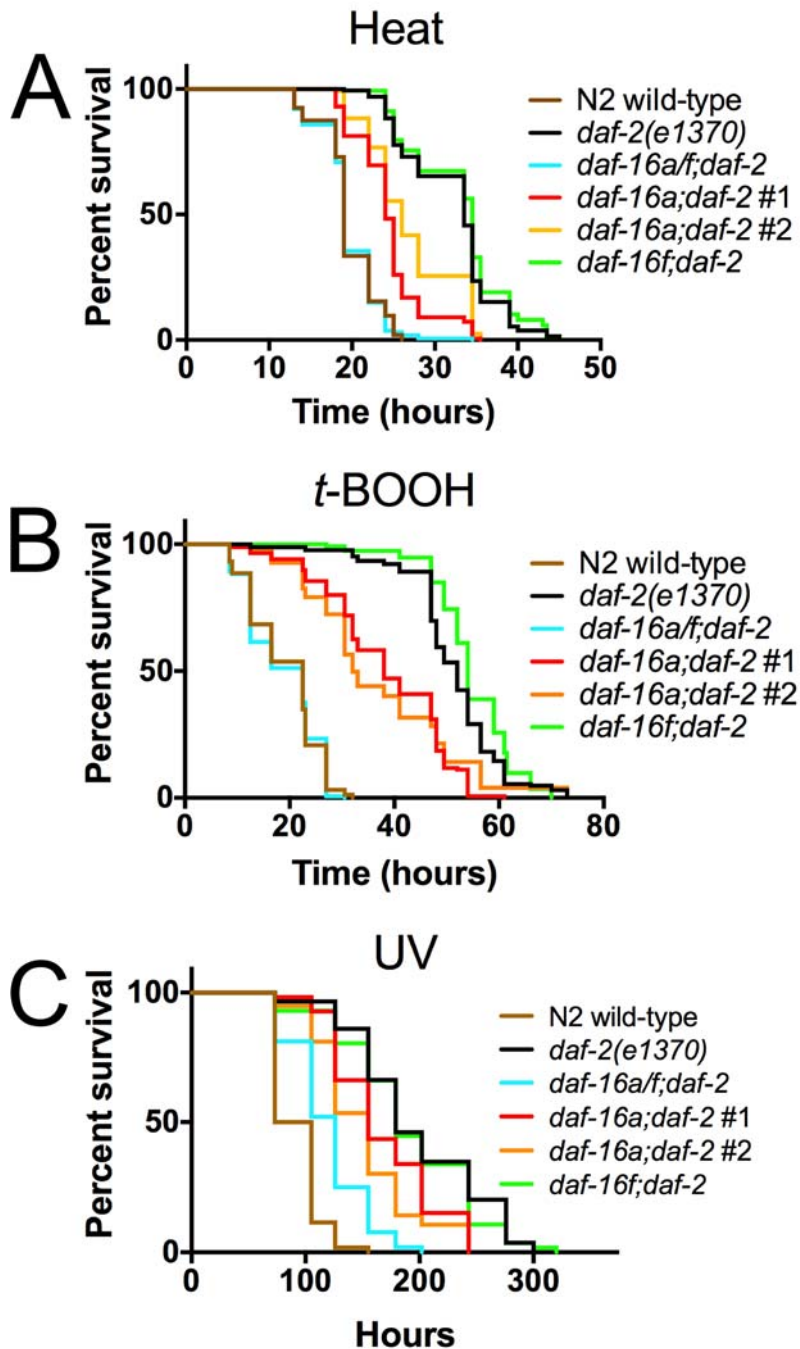 A
Heat
Percent survival
100
50
0
0 10 20 30 40 50
Time (hours)
N2 wild-type
daf-2(e1370)
daf-16a/f;daf-2
daf-16a;daf-2 #1
daf-16a;daf-2 #2
daf-16f;daf-2
B
t-BOOH
Percent survival
100
50
0
0 20 40 60 80
Time (hours)
N2 wild-type
daf-2(e1370)
daf-16a/f;daf-2
daf-16a;daf-2 #1
daf-16a;daf-2 #2
daf-16f;daf-2
C
UV
Percent survival
100
50
0
0 100 200 300
Hours
N2 wild-type
daf-2(e1370)
daf-16a/f;daf-2
daf-16a;daf-2 #1
daf-16a;daf-2 #2
daf-16f;daf-2